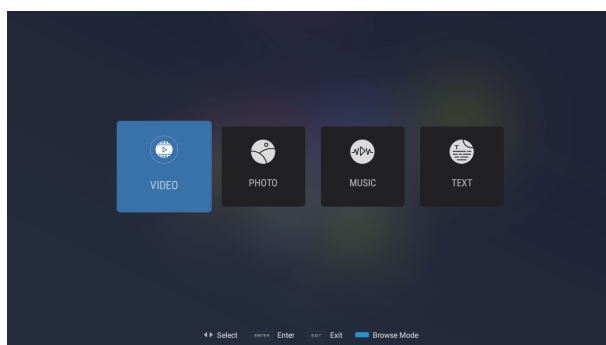 VIDEO
PHOTO
MUSIC
TEXT
Select ENTER Enter EXIT Exit Browse Mode